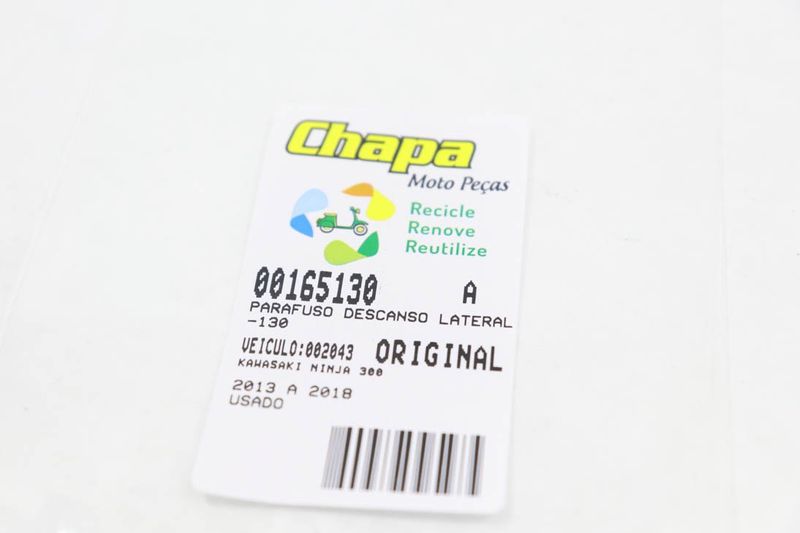 Chapa
Moto Peças
Recicle
Renove
Reutilize
00165130 A
PARAFUSO DESCANSO LATERAL
-130
VEICULO:002043 ORIGINAL
KAWASAKI NINJA 300
2013 A 2018
USADO